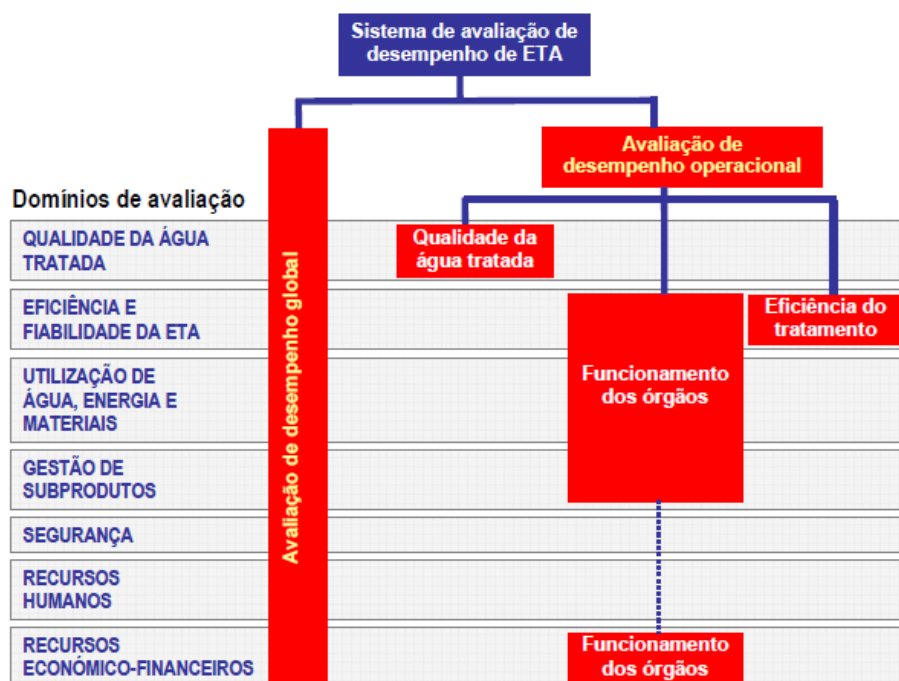 Sistema de avaliação de
desempenho de ETA
Avaliação de
desempenho operacional
Domínios de avaliação
Avaliação de desempenho global
QUALIDADE DA ÁGUA
TRATADA
Qualidade da
água tratada
EFICIÊNCIA E
FIABILIDADE DA ETA
Eficiência do
tratamento
UTILIZAÇÃO DE
ÁGUA, ENERGIA E
MATERIAIS
Funcionamento
dos órgãos
GESTÃO DE
SUBPRODUTOS
SEGURANÇA
RECURSOS
HUMANOS
RECURSOS
ECONÓMICO-FINANCEIROS
Funcionamento
dos órgãos